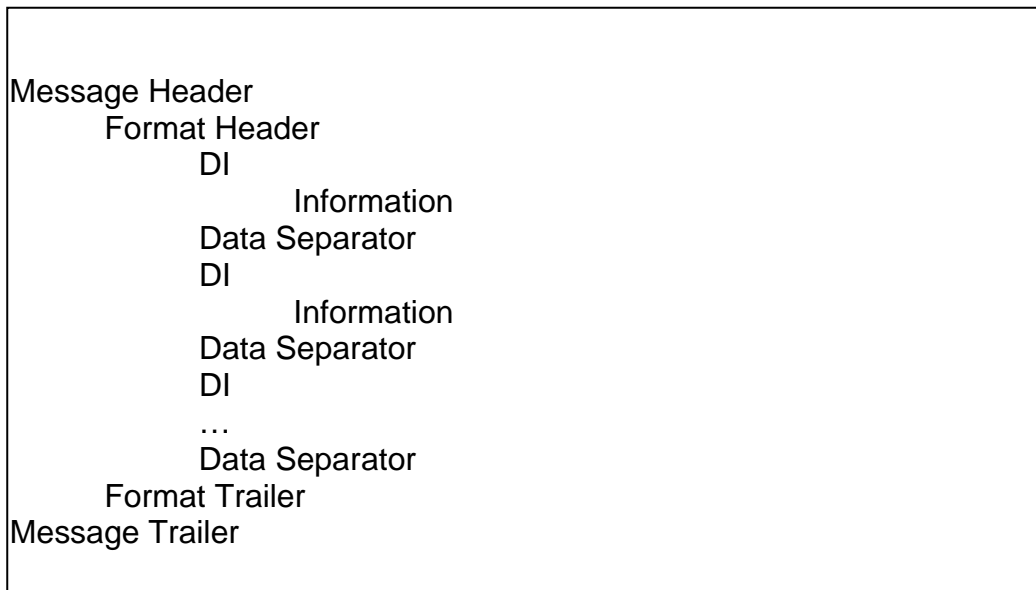 Message Header
Format Header
DI
Information
Data Separator
DI
Information
Data Separator
DI
…
Data Separator
Format Trailer
Message Trailer